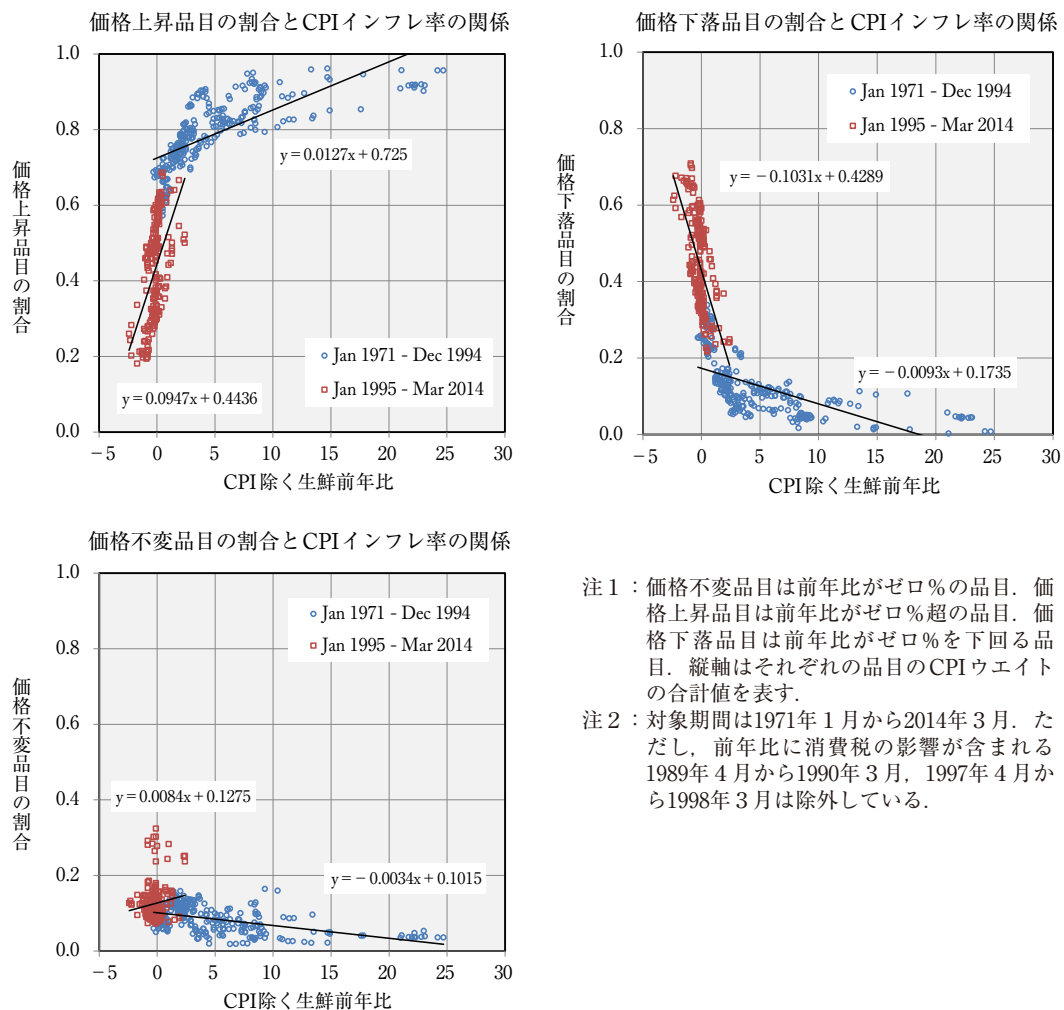 価格上昇品目の割合とCPIインフレ率の関係
1.0
0.8
0.6
0.4
0.2
0.0
価格上昇品目の割合
Jan 1971 - Dec 1994
Jan 1995 - Mar 2014
y=0.0127x+0.725
y=0.0947x+0.4436
−5 0 5 10 15 20 25 30
CPI除く生鮮前年比
価格下落品目の割合とCPIインフレ率の関係
1.0
0.8
0.6
0.4
0.2
0.0
価格下落品目の割合
Jan 1971 - Dec 1994
Jan 1995 - Mar 2014
y=−0.1031x+0.4289
y=−0.0093x+0.1735
−5 0 5 10 15 20 25 30
CPI除く生鮮前年比
価格不変品目の割合とCPIインフレ率の関係
1.0
0.8
0.6
0.4
0.2
0.0
価格不変品目の割合
Jan 1971 - Dec 1994
Jan 1995 - Mar 2014
y=0.0084x+0.1275
y=−0.0034x+0.1015
−5 0 5 10 15 20 25 30
CPI除く生鮮前年比
注1：価格不変品目は前年比がゼロ%の品目．価
格上昇品目は前年比がゼロ%超の品目．価
格下落品目は前年比がゼロ%を下回る品
目．縦軸はそれぞれの品目のCPIウエイト
の合計値を表す．
注2：対象期間は1971年1月から2014年3月．た
だし，前年比に消費税の影響が含まれる
1989年4月から1990年3月，1997年4月か
ら1998年3月は除外している．